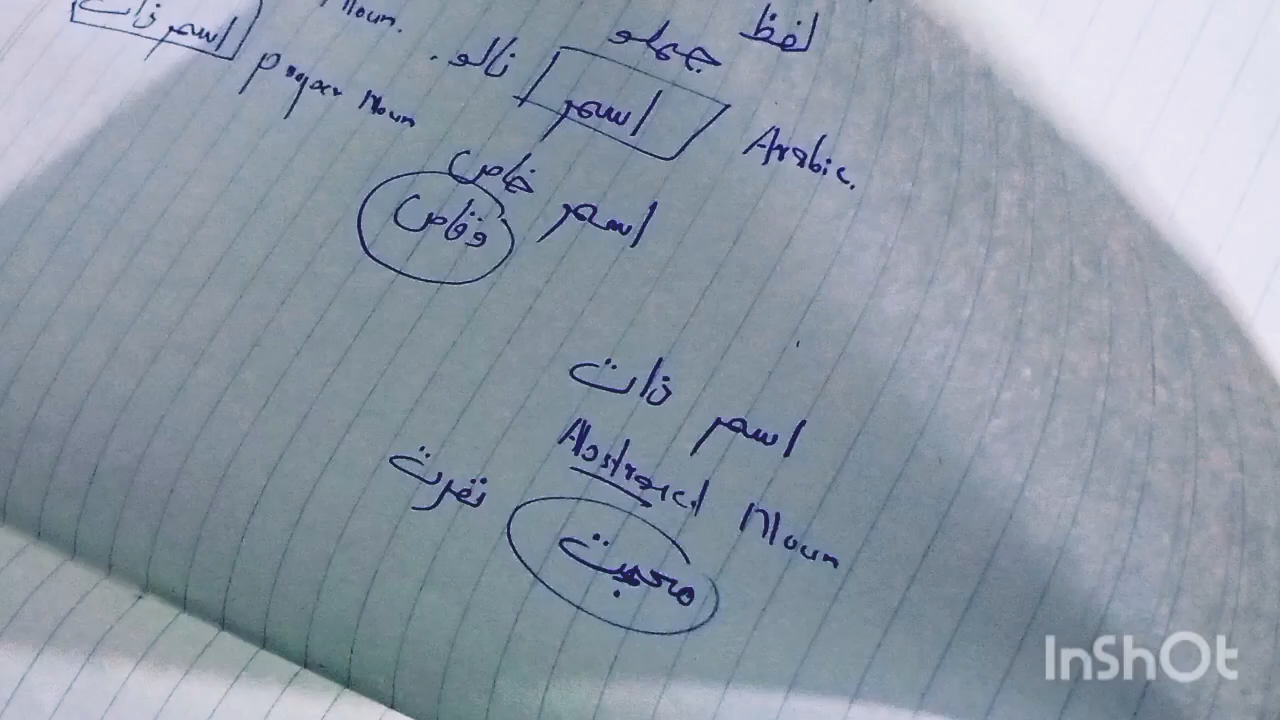 لفظ جملو
Noun.
اسم ذات
اسم نالو.
Arabic.
Proper Noun
اسم خاص
وقاص
اسم ذات
Abstract Noun
نفرت
محبت
InShOt